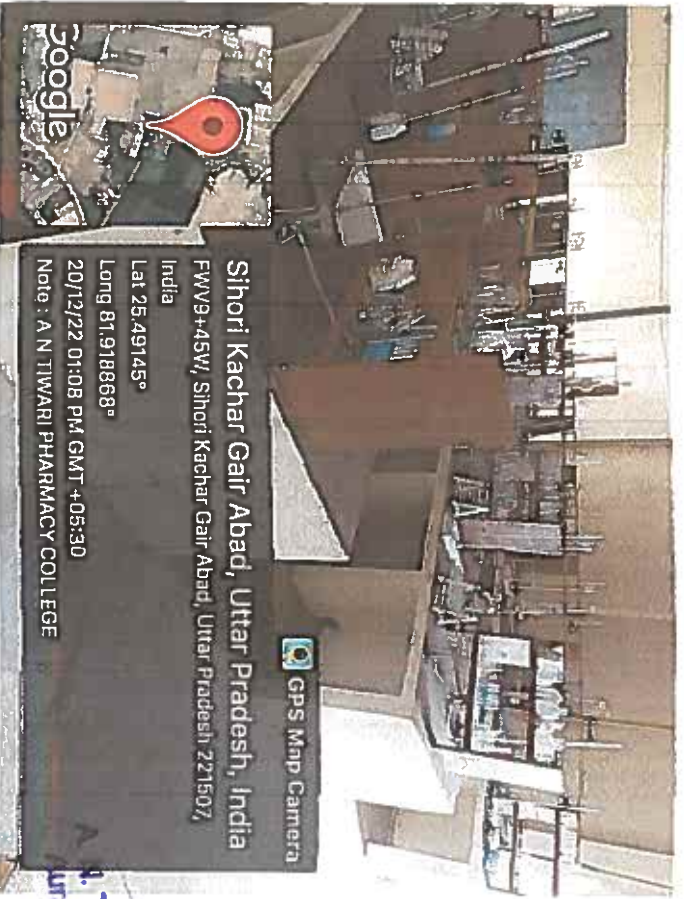 GPS Map Camera
Sihori Kachar Gair Abad, Uttar Pradesh, India
FWV9+45W, Sihori Kachar Gair Abad, Uttar Pradesh 221507,
India
Lat 25.49145°
Long 81.918868°
20/12/22 01:08 PM GMT +05:30
Note : A N TIWARI PHARMACY COLLEGE
Google